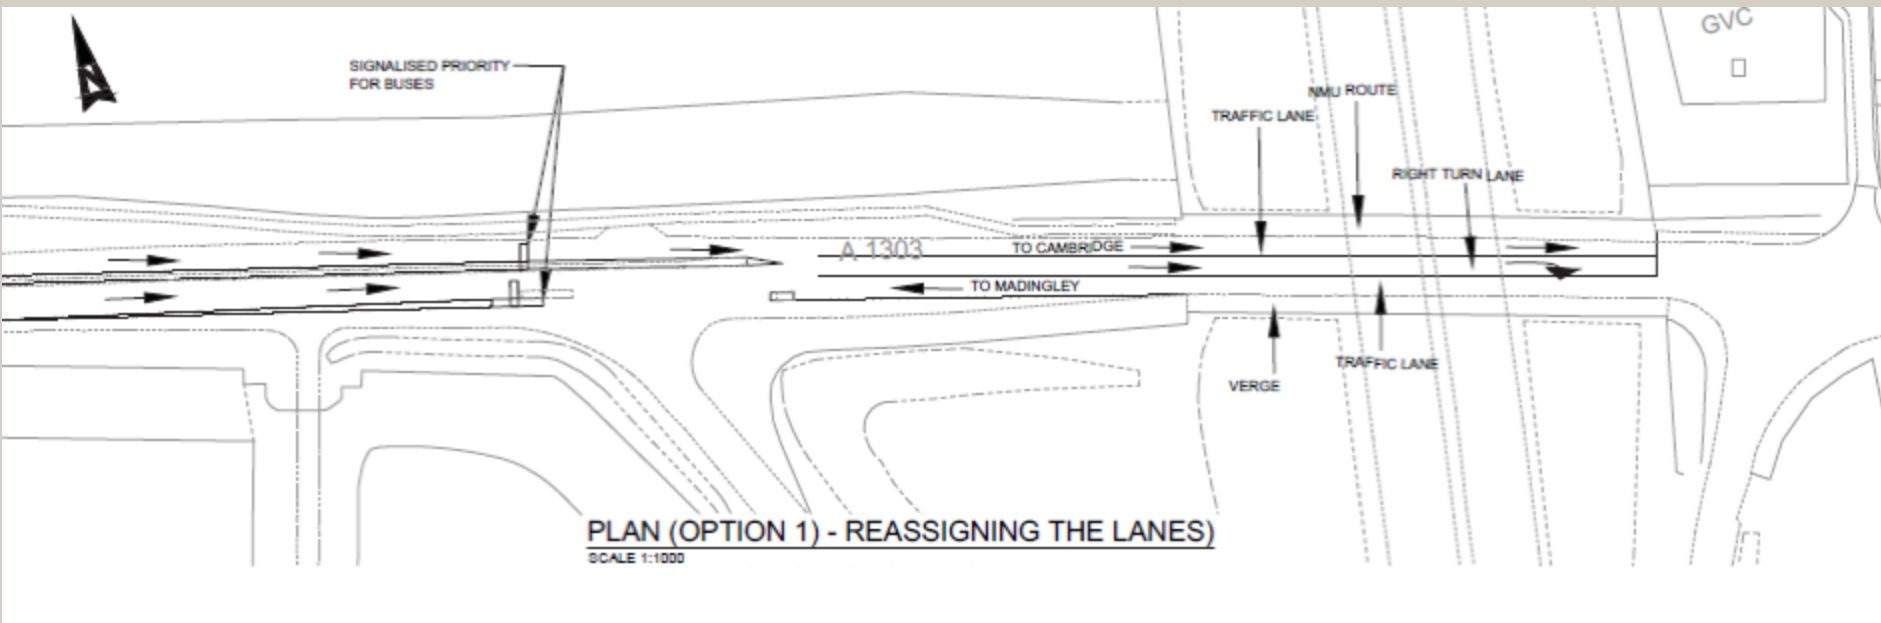 GVC
N
SIGNALISED PRIORITY
FOR BUSES
NMU ROUTE
TRAFFIC LANE
RIGHT TURN LANE
A 1303
TO CAMBRIDGE
TO MADINGLEY
TRAFFIC LANE
VERGE
PLAN (OPTION 1) - REASSIGNING THE LANES)
SCALE 1:1000